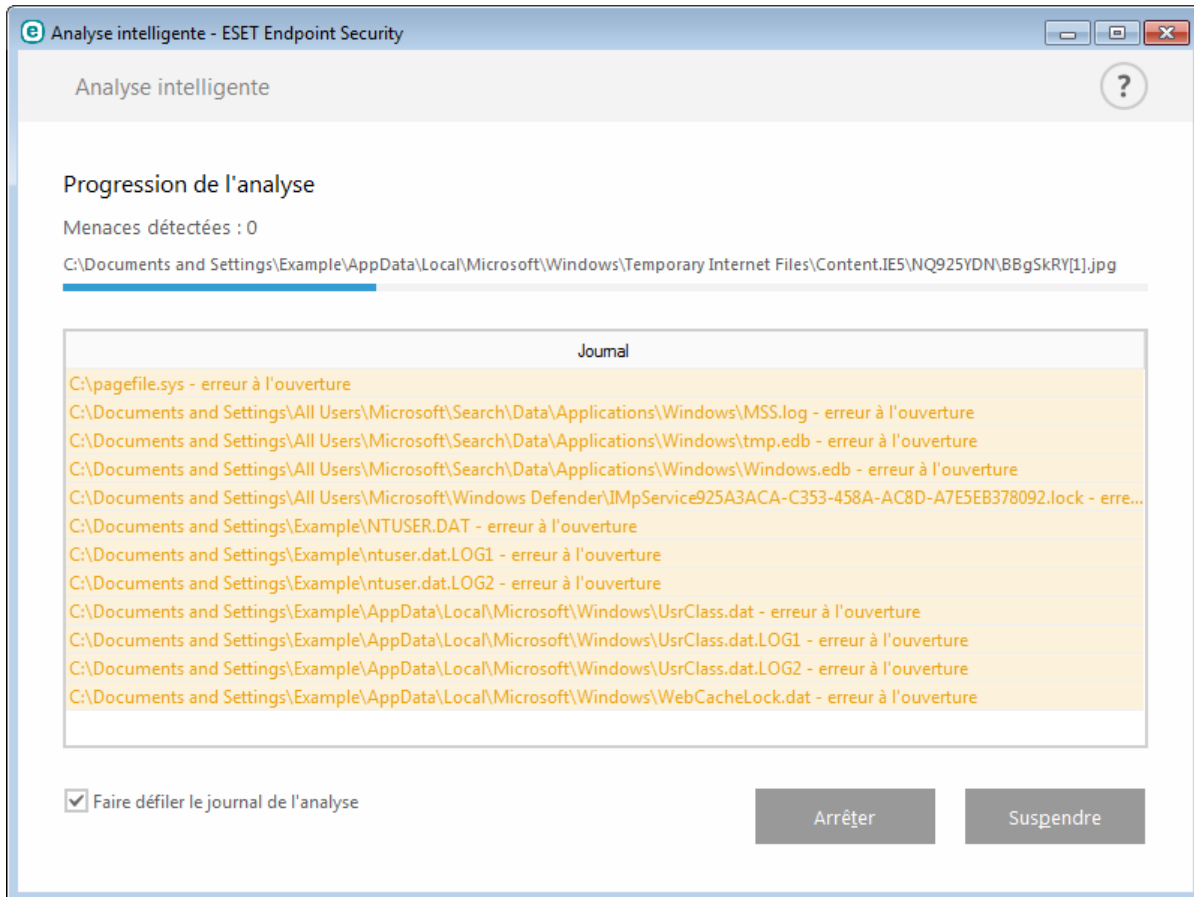 e Analyse intelligente - ESET Endpoint Security
Analyse intelligente
?
Progression de l'analyse
Menaces détectées : 0
C:\Documents and Settings\Example\AppData\Local\Microsoft\Windows\Temporary Internet Files\Content.IE5\NQ925YDN\BBgSkRY[1].jpg
Journal
C:\pagefile.sys - erreur à l'ouverture
C:\Documents and Settings\All Users\Microsoft\Search\Data\Applications\Windows\MSS.log - erreur à l'ouverture
C:\Documents and Settings\All Users\Microsoft\Search\Data\Applications\Windows\tmp.edb - erreur à l'ouverture
C:\Documents and Settings\All Users\Microsoft\Search\Data\Applications\Windows\Windows.edb - erreur à l'ouverture
C:\Documents and Settings\All Users\Microsoft\Windows Defender\IMpService925A3ACA-C353-458A-AC8D-A7E5EB378092.lock - erre...
C:\Documents and Settings\Example\NTUSER.DAT - erreur à l'ouverture
C:\Documents and Settings\Example\ntuser.dat.LOG1 - erreur à l'ouverture
C:\Documents and Settings\Example\ntuser.dat.LOG2 - erreur à l'ouverture
C:\Documents and Settings\Example\AppData\Local\Microsoft\Windows\UsrClass.dat - erreur à l'ouverture
C:\Documents and Settings\Example\AppData\Local\Microsoft\Windows\UsrClass.dat.LOG1 - erreur à l'ouverture
C:\Documents and Settings\Example\AppData\Local\Microsoft\Windows\UsrClass.dat.LOG2 - erreur à l'ouverture
C:\Documents and Settings\Example\AppData\Local\Microsoft\Windows\WebCacheLock.dat - erreur à l'ouverture
Faire défiler le journal de l'analyse
Arrêter
Suspendre